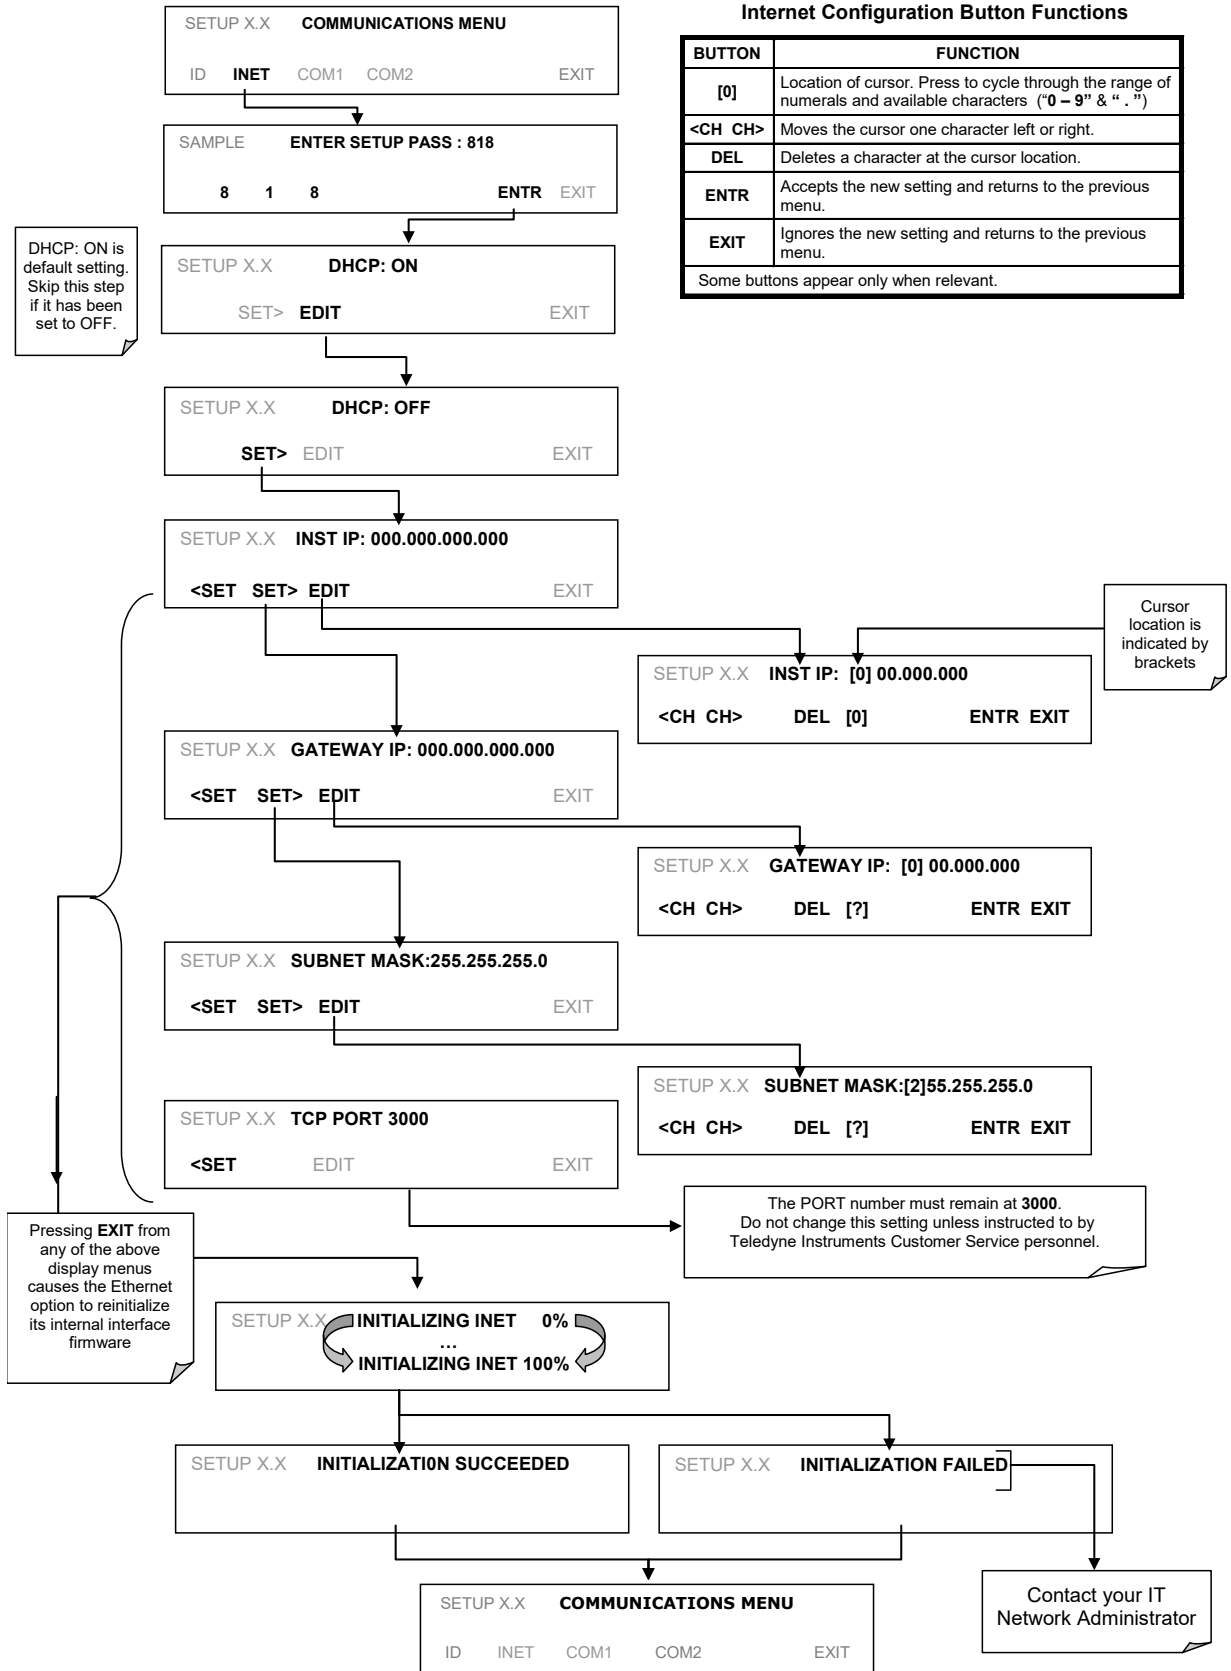 SETUP X.X COMMUNICATIONS MENU
ID INET COM1 COM2 EXIT
Internet Configuration Button Functions
BUTTON FUNCTION
[0] Location of cursor. Press to cycle through the range of
numerals and available characters (“0 – 9” & “ . ”)
<CH CH> Moves the cursor one character left or right.
DEL Deletes a character at the cursor location.
ENTR Accepts the new setting and returns to the previous
menu.
EXIT Ignores the new setting and returns to the previous
menu.
Some buttons appear only when relevant.
SAMPLE ENTER SETUP PASS : 818
8 1 8 ENTR EXIT
DHCP: ON is
default setting.
Skip this step
if it has been
set to OFF.
SETUP X.X DHCP: ON
SET> EDIT EXIT
SETUP X.X DHCP: OFF
SET> EDIT EXIT
SETUP X.X INST IP: 000.000.000.000
<SET SET> EDIT EXIT
Cursor
location is
indicated by
brackets
SETUP X.X INST IP: [0] 00.000.000
<CH CH> DEL [0] ENTR EXIT
SETUP X.X GATEWAY IP: 000.000.000.000
<SET SET> EDIT EXIT
SETUP X.X GATEWAY IP: [0] 00.000.000
<CH CH> DEL [?] ENTR EXIT
SETUP X.X SUBNET MASK:255.255.255.0
<SET SET> EDIT EXIT
SETUP X.X SUBNET MASK:[2]55.255.255.0
<CH CH> DEL [?] ENTR EXIT
SETUP X.X TCP PORT 3000
<SET EDIT EXIT
The PORT number must remain at 3000.
Do not change this setting unless instructed to by
Teledyne Instruments Customer Service personnel.
Pressing EXIT from
any of the above
display menus
causes the Ethernet
option to reinitialize
its internal interface
firmware
SETUP X.X INITIALIZING INET 0%
…
INITIALIZING INET 100%
SETUP X.X INITIALIZATI0N SUCCEEDED
SETUP X.X INITIALIZATION FAILED
Contact your IT
Network Administrator
SETUP X.X COMMUNICATIONS MENU
ID INET COM1 COM2 EXIT